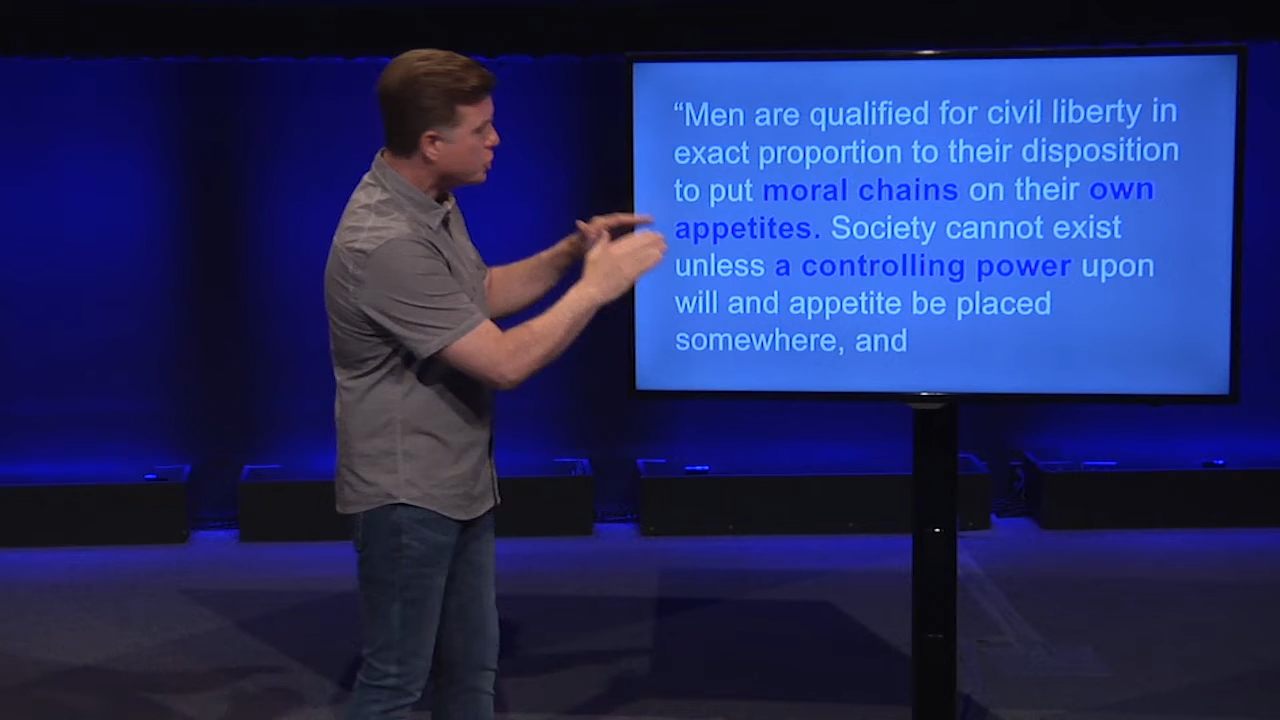 “Men are qualified for civil liberty in
exact proportion to their disposition
to put moral chains on their own
appetites. Society cannot exist
unless a controlling power upon
will and appetite be placed
somewhere, and